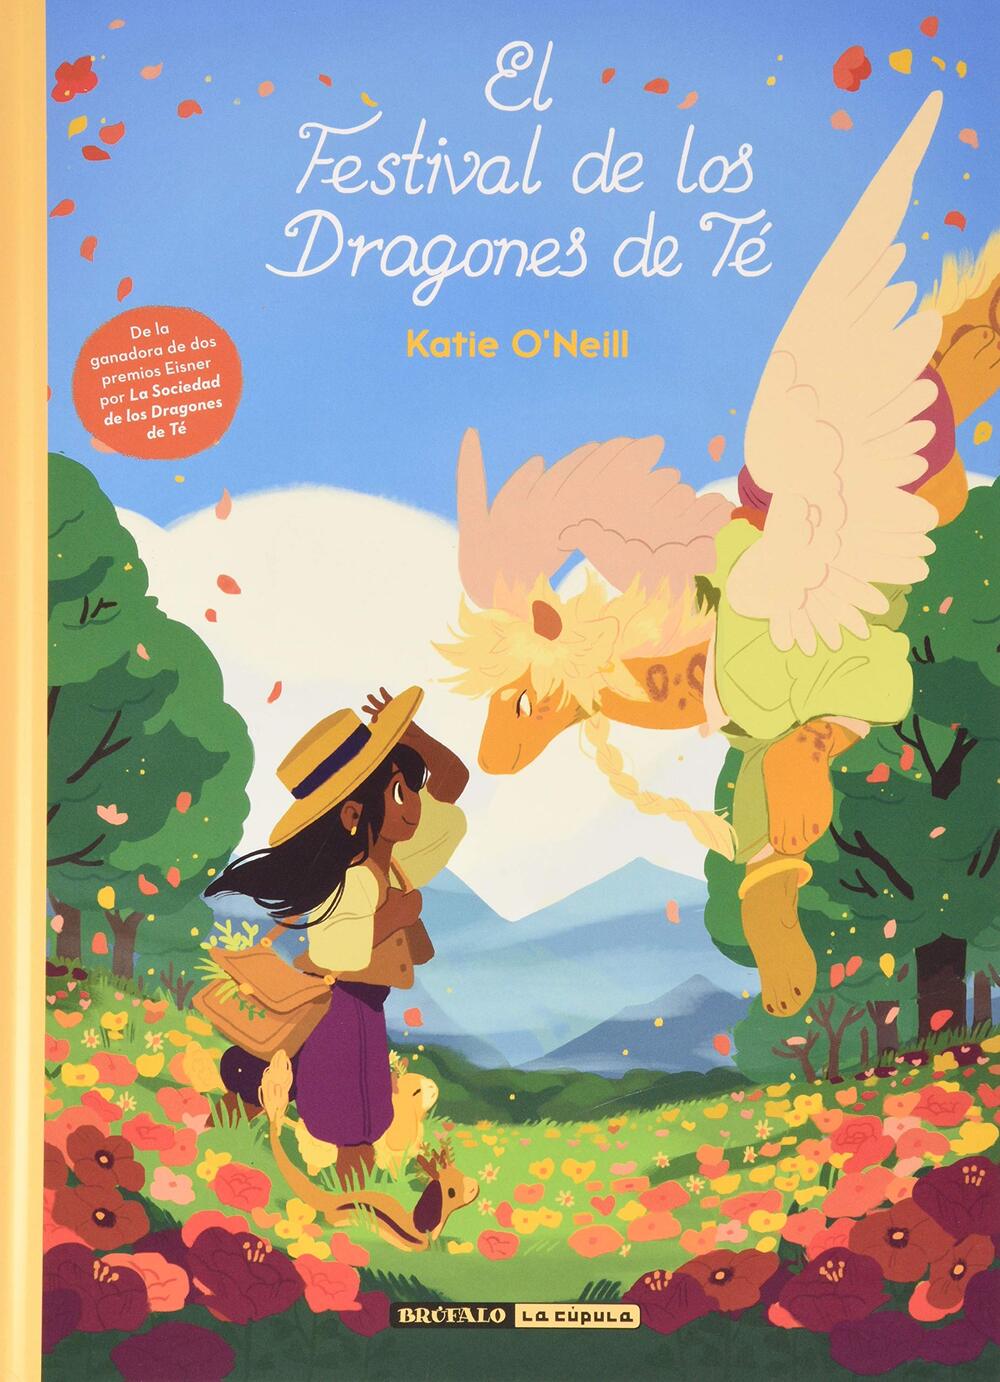 El
Festival de los
Dragones de Té
Katie O'Neill
De la
ganadora de dos
premios Eisner
por La Sociedad
de los Dragones
de Té
BRÚFALO LA CÚPULA